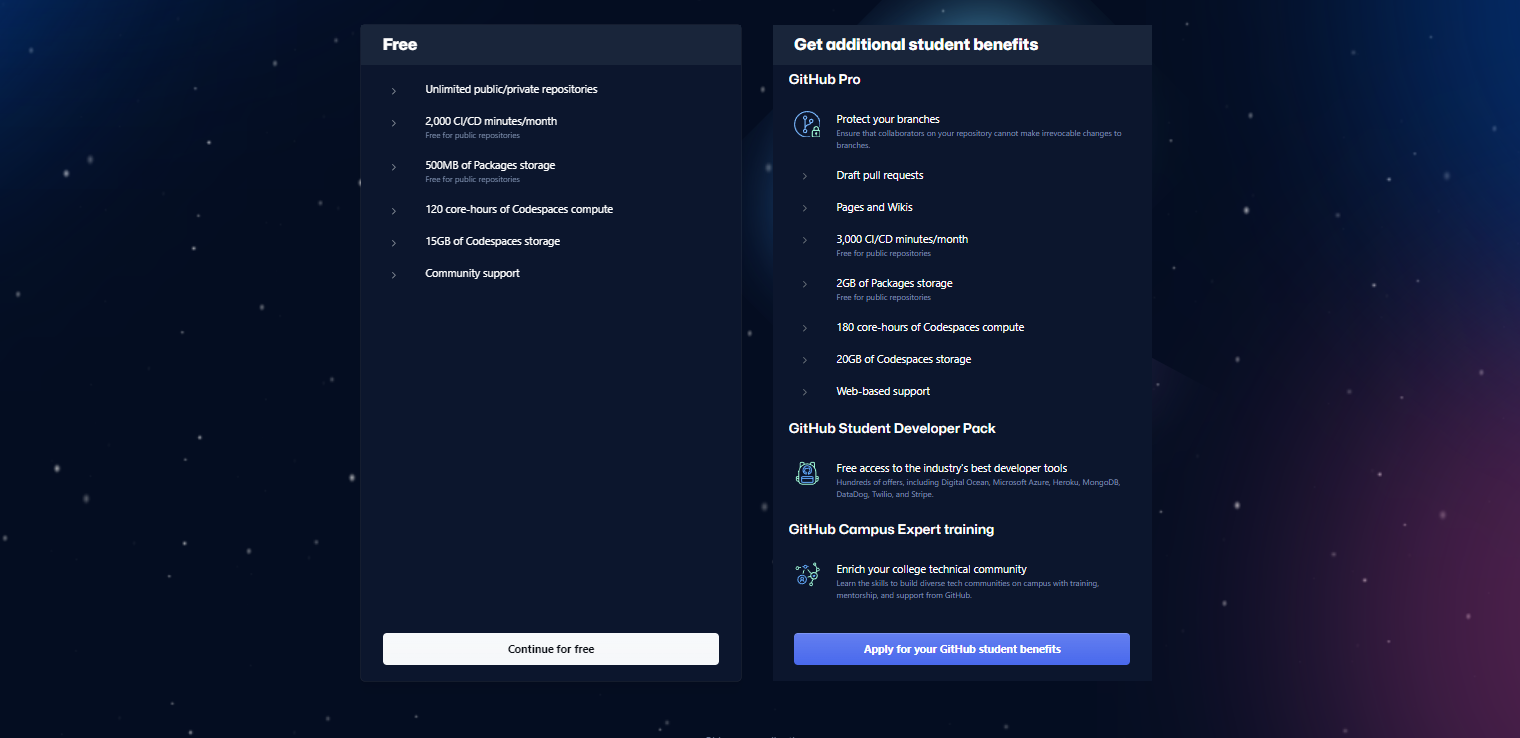 Free
Unlimited public/private repositories
2,000 CI/CD minutes/month
Free for public repositories
500MB of Packages storage
Free for public repositories
120 core-hours of Codespaces compute
15GB of Codespaces storage
Community support
Continue for free
Get additional student benefits
GitHub Pro
Protect your branches
Ensure that collaborators on your repository cannot make irrevocable changes to
branches.
Draft pull requests
Pages and Wikis
3,000 CI/CD minutes/month
Free for public repositories
2GB of Packages storage
Free for public repositories
180 core-hours of Codespaces compute
20GB of Codespaces storage
Web-based support
GitHub Student Developer Pack
Free access to the industry's best developer tools
Hundreds of offers, including Digital Ocean, Microsoft Azure, Heroku, MongoDB,
DataDog, Twilio, and Stripe.
GitHub Campus Expert training
Enrich your college technical community
Learn the skills to build diverse tech communities on campus with training,
mentorship, and support from GitHub.
Apply for your GitHub student benefits